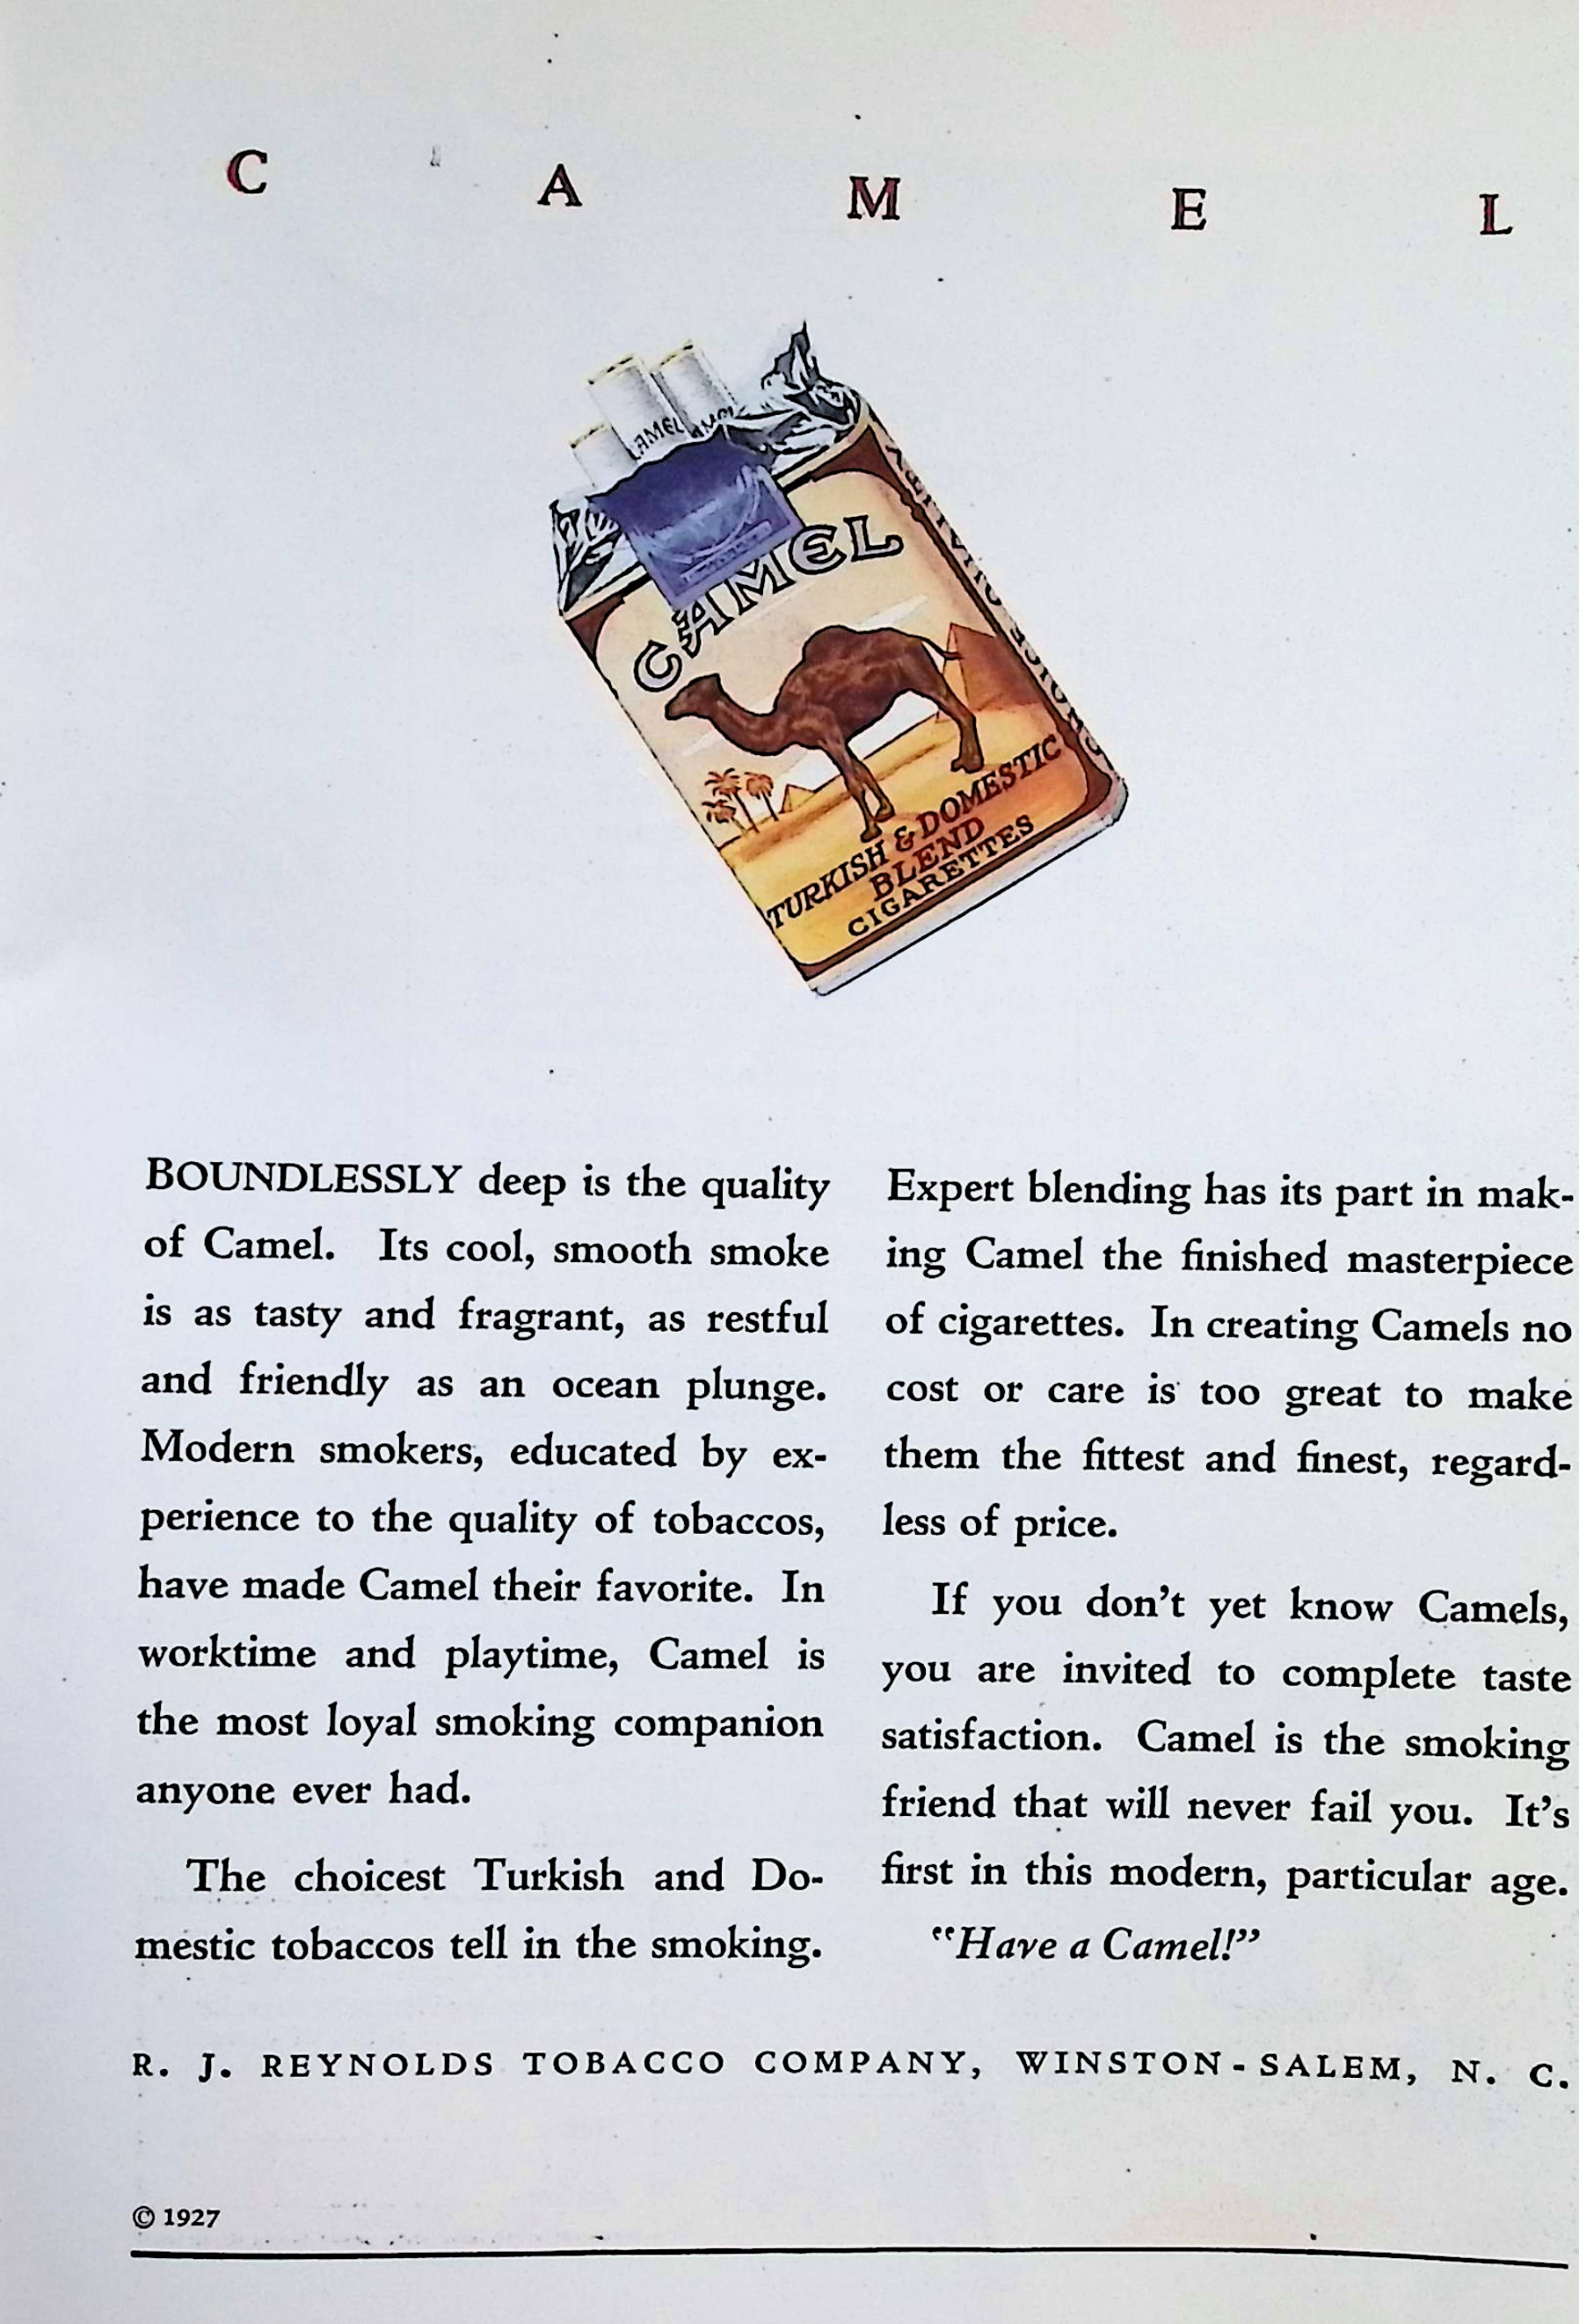 C A M E L
AMEL
AMEL
CAMEL
TURKISH & DOMESTIC
BLEND
CIGARETTES
BOUNDLESSLY deep is the quality
of Camel. Its cool, smooth smoke
is as tasty and fragrant, as restful
and friendly as an ocean plunge.
Modern smokers, educated by ex-
perience to the quality of tobaccos,
have made Camel their favorite. In
worktime and playtime, Camel is
the most loyal smoking companion
anyone ever had.
The choicest Turkish and Do-
mestic tobaccos tell in the smoking.
Expert blending has its part in mak-
ing Camel the finished masterpiece
of cigarettes. In creating Camels no
cost or care is too great to make
them the fittest and finest, regard-
less of price.
If you don't yet know Camels,
you are invited to complete taste
satisfaction. Camel is the smoking
friend that will never fail you. It's
first in this modern, particular age.
"Have a Camel!"
R. J. REYNOLDS TOBACCO COMPANY, WINSTON-SALEM, N. C.
© 1927